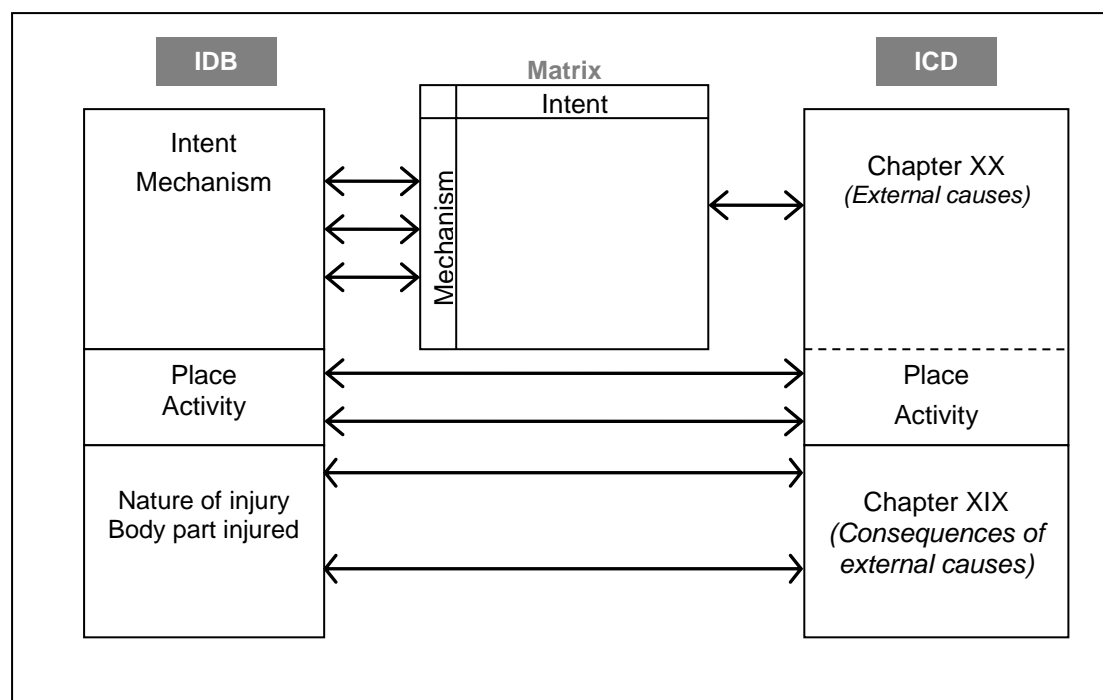 IDB
Matrix
ICD
Intent
Mechanism
Intent
Mechanism
Chapter XX
(External causes)
Place
Activity
Place
Activity
Nature of injury
Body part injured
Chapter XIX
(Consequences of
external causes)